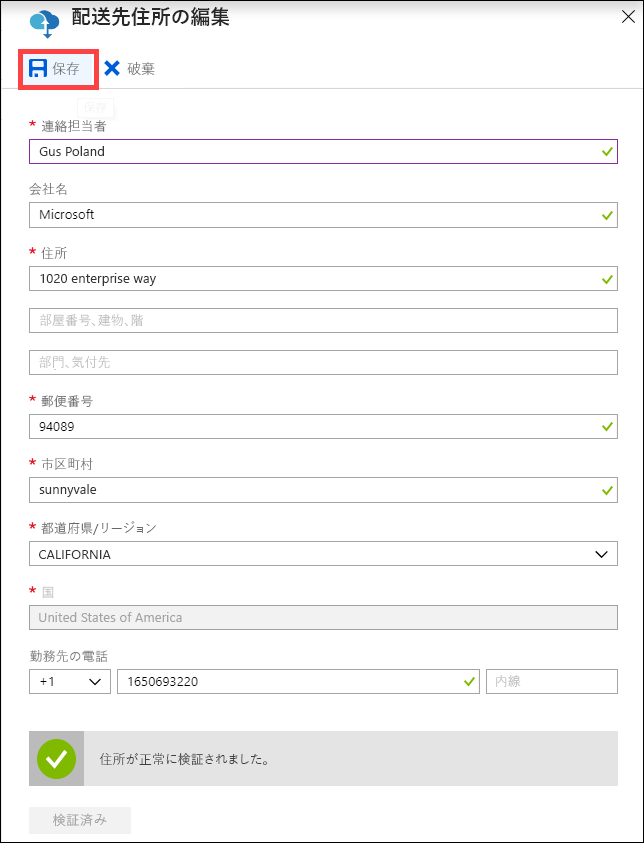 配送先住所の編集
保存 破棄
保存
* 連絡担当者
Gus Poland
会社名
Microsoft
* 住所
1020 enterprise way
部屋番号、建物、階
部門、気付先
* 郵便番号
94089
* 市区町村
sunnyvale
* 都道府県/リージョン
CALIFORNIA
* 国
United States of America
勤務先の電話
+1 1650693220 内線
住所が正常に検証されました。
検証済み